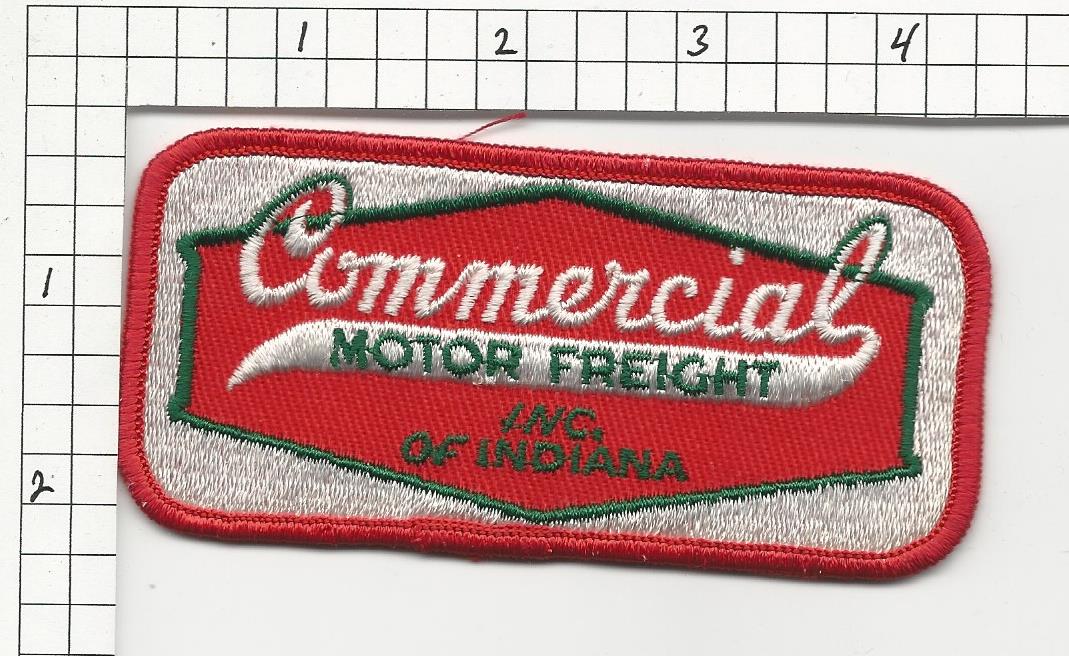 1 2 3 4
Commercial
MOTOR FREIGHT
INC.
OF INDIANA
1
2